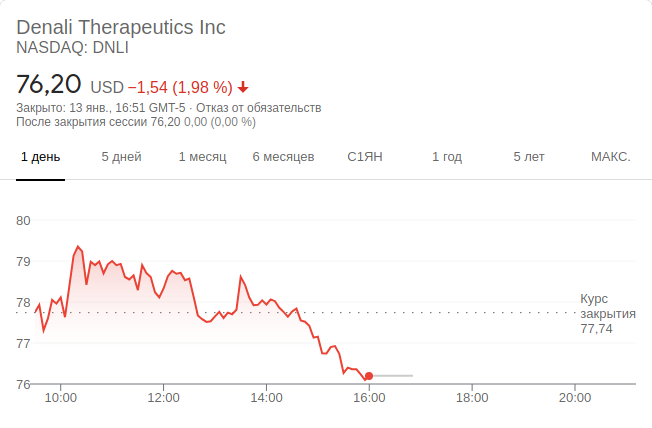 Denali Therapeutics Inc
NASDAQ: DNLI
76,20 USD −1,54 (1,98 %)
Закрыто: 13 янв., 16:51 GMT-5 · Отказ от обязательств
После закрытия сессии 76,20 0,00 (0,00 %)
1 день 5 дней 1 месяц 6 месяцев С1ЯН 1 год 5 лет МАКС.
80
79
78
77
76
Курс
закрытия
77,74
10:00 12:00 14:00 16:00 18:00 20:00